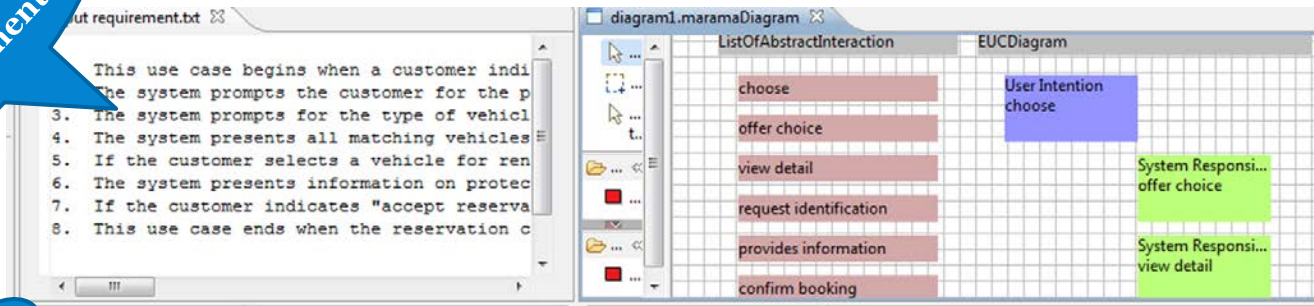 ut requirement.txt
This use case begins when a customer indi
The system prompts the customer for the p
3. The system prompts for the type of vehicl
4. The system presents all matching vehicles
5. If the customer selects a vehicle for ren
6. The system presents information on protec
7. If the customer indicates "accept reserva
8. This use case ends when the reservation c
diagram1.maramaDiagram
...
...
...
t..
...
...
...
...
ListOfAbstractInteraction
choose
offer choice
view detail
request identification
provides information
confirm booking
EUCDiagram
User Intention
choose
System Responsi...
offer choice
System Responsi...
view detail